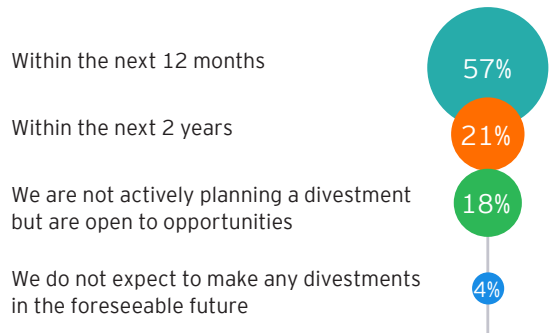 Within the next 12 months
57%
Within the next 2 years
21%
We are not actively planning a divestment
but are open to opportunities
18%
We do not expect to make any divestments
in the foreseeable future
4%